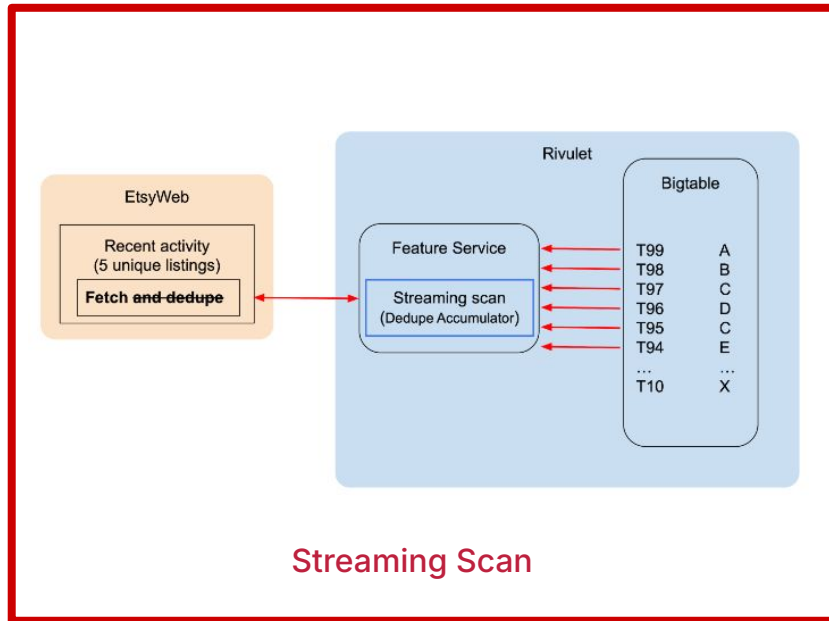 Rivulet
EtsyWeb
Recent activity
(5 unique listings)
Fetch and dedupe
Feature Service
Streaming scan
(Dedupe Accumulator)
Bigtable
T99 A
T98 B
T97 C
T96 D
T95 C
T94 E
... ...
T10 X
Streaming Scan